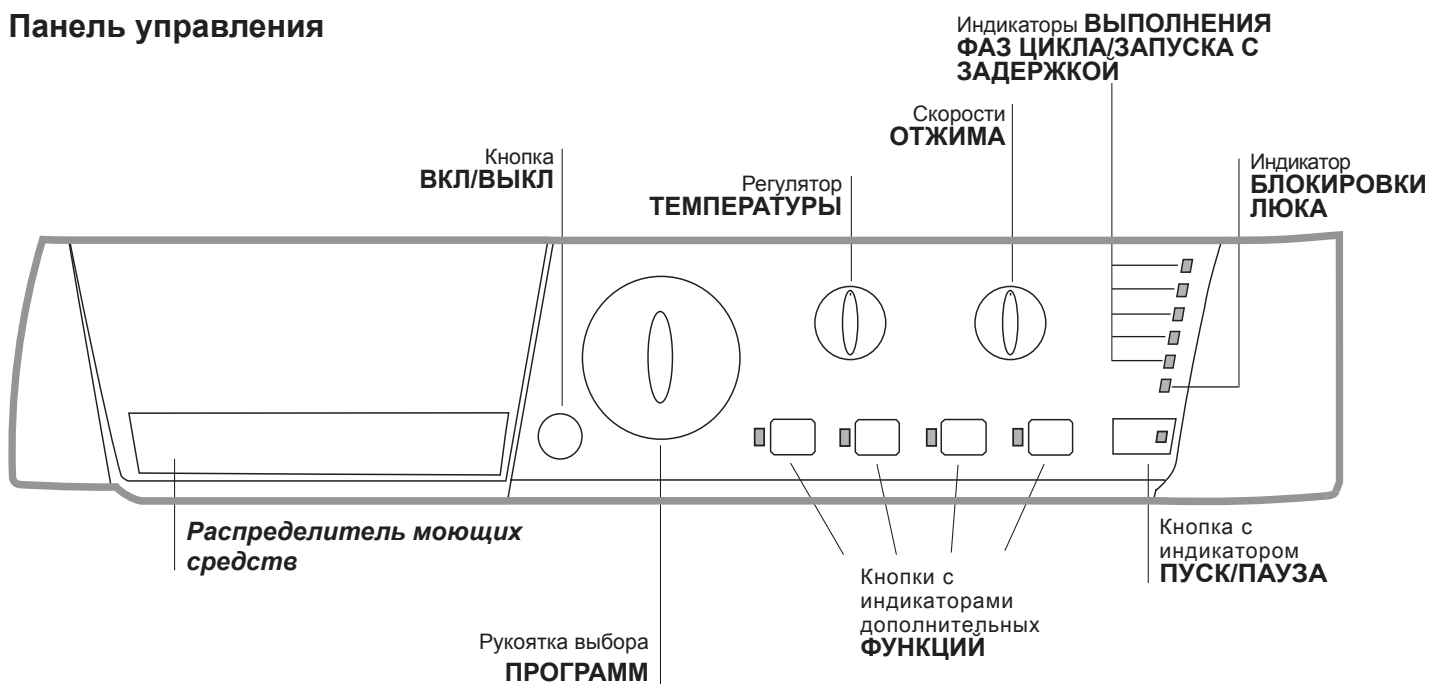 Панель управления
Индикаторы ВЫПОЛНЕНИЯ
ФАЗ ЦИКЛА/ЗАПУСКА С
ЗАДЕРЖКОЙ
Скорости
ОТЖИМА
Кнопка
ВКЛ/ВЫКЛ
Регулятор
ТЕМПЕРАТУРЫ
Индикатор
БЛОКИРОВКИ
ЛЮКА
Распределитель моющих
средств
Рукоятка выбора
ПРОГРАММ
Кнопки с
индикаторами
дополнительных
ФУНКЦИЙ
Кнопка с
индикатором
ПУСК/ПАУЗА